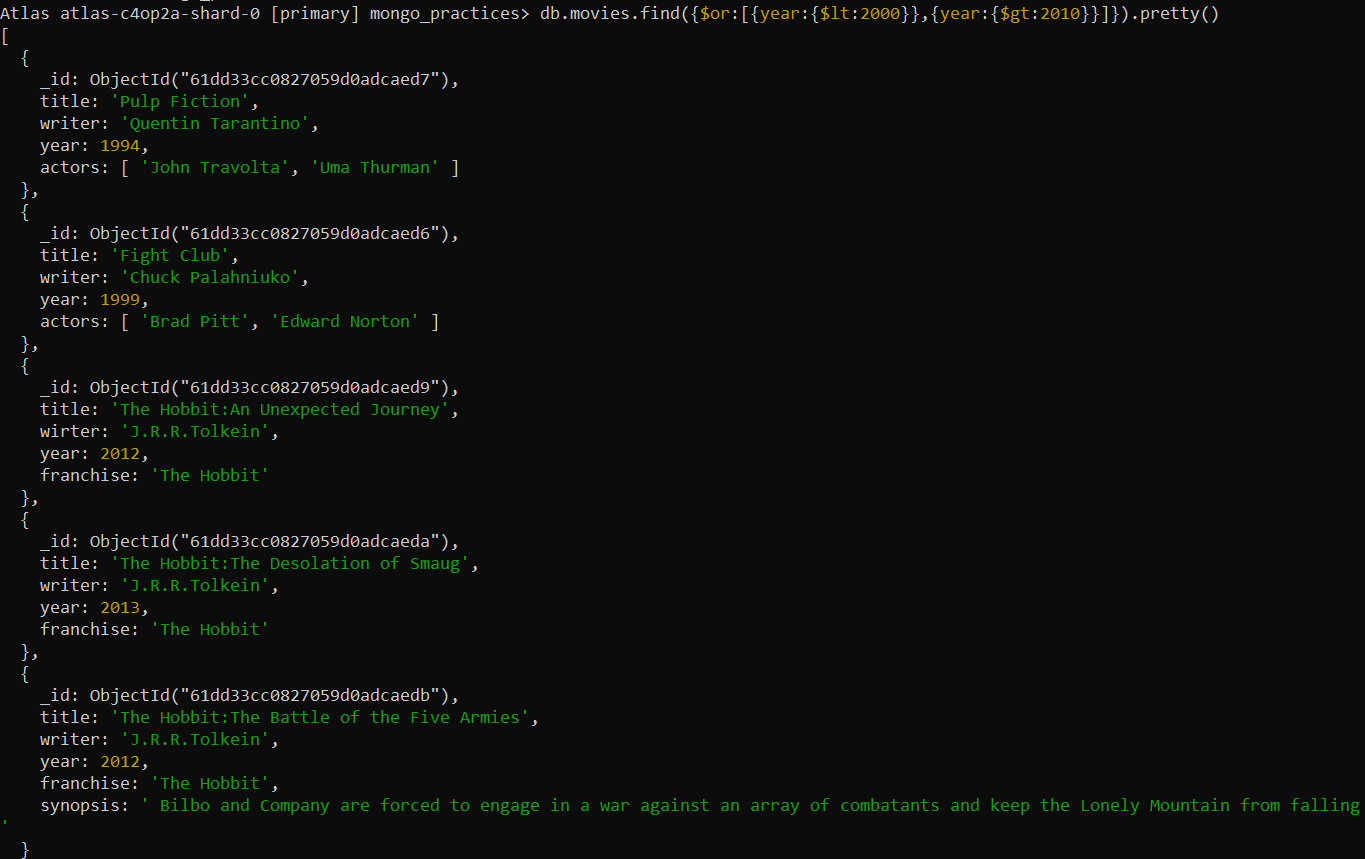 Atlas atlas-c4op2a-shard-0 [primary] mongo_practices> db.movies.find({$or:[{year:{$lt:2000}},{year:{$gt:2010}}]}).pretty()
[
  {
    _id: ObjectId("61dd33cc0827059d0adcaed7"),
    title: 'Pulp Fiction',
    writer: 'Quentin Tarantino',
    year: 1994,
    actors: [ 'John Travolta', 'Uma Thurman' ]
  },
  {
    _id: ObjectId("61dd33cc0827059d0adcaed6"),
    title: 'Fight Club',
    writer: 'Chuck Palahniuko',
    year: 1999,
    actors: [ 'Brad Pitt', 'Edward Norton' ]
  },
  {
    _id: ObjectId("61dd33cc0827059d0adcaed9"),
    title: 'The Hobbit:An Unexpected Journey',
    wirter: 'J.R.R.Tolkein',
    year: 2012,
    franchise: 'The Hobbit'
  },
  {
    _id: ObjectId("61dd33cc0827059d0adcaeda"),
    title: 'The Hobbit:The Desolation of Smaug',
    writer: 'J.R.R.Tolkein',
    year: 2013,
    franchise: 'The Hobbit'
  },
  {
    _id: ObjectId("61dd33cc0827059d0adcaedb"),
    title: 'The Hobbit:The Battle of the Five Armies',
    writer: 'J.R.R.Tolkein',
    year: 2012,
    franchise: 'The Hobbit',
    synopsis: ' Bilbo and Company are forced to engage in a war against an array of combatants and keep the Lonely Mountain from falling
'
  }